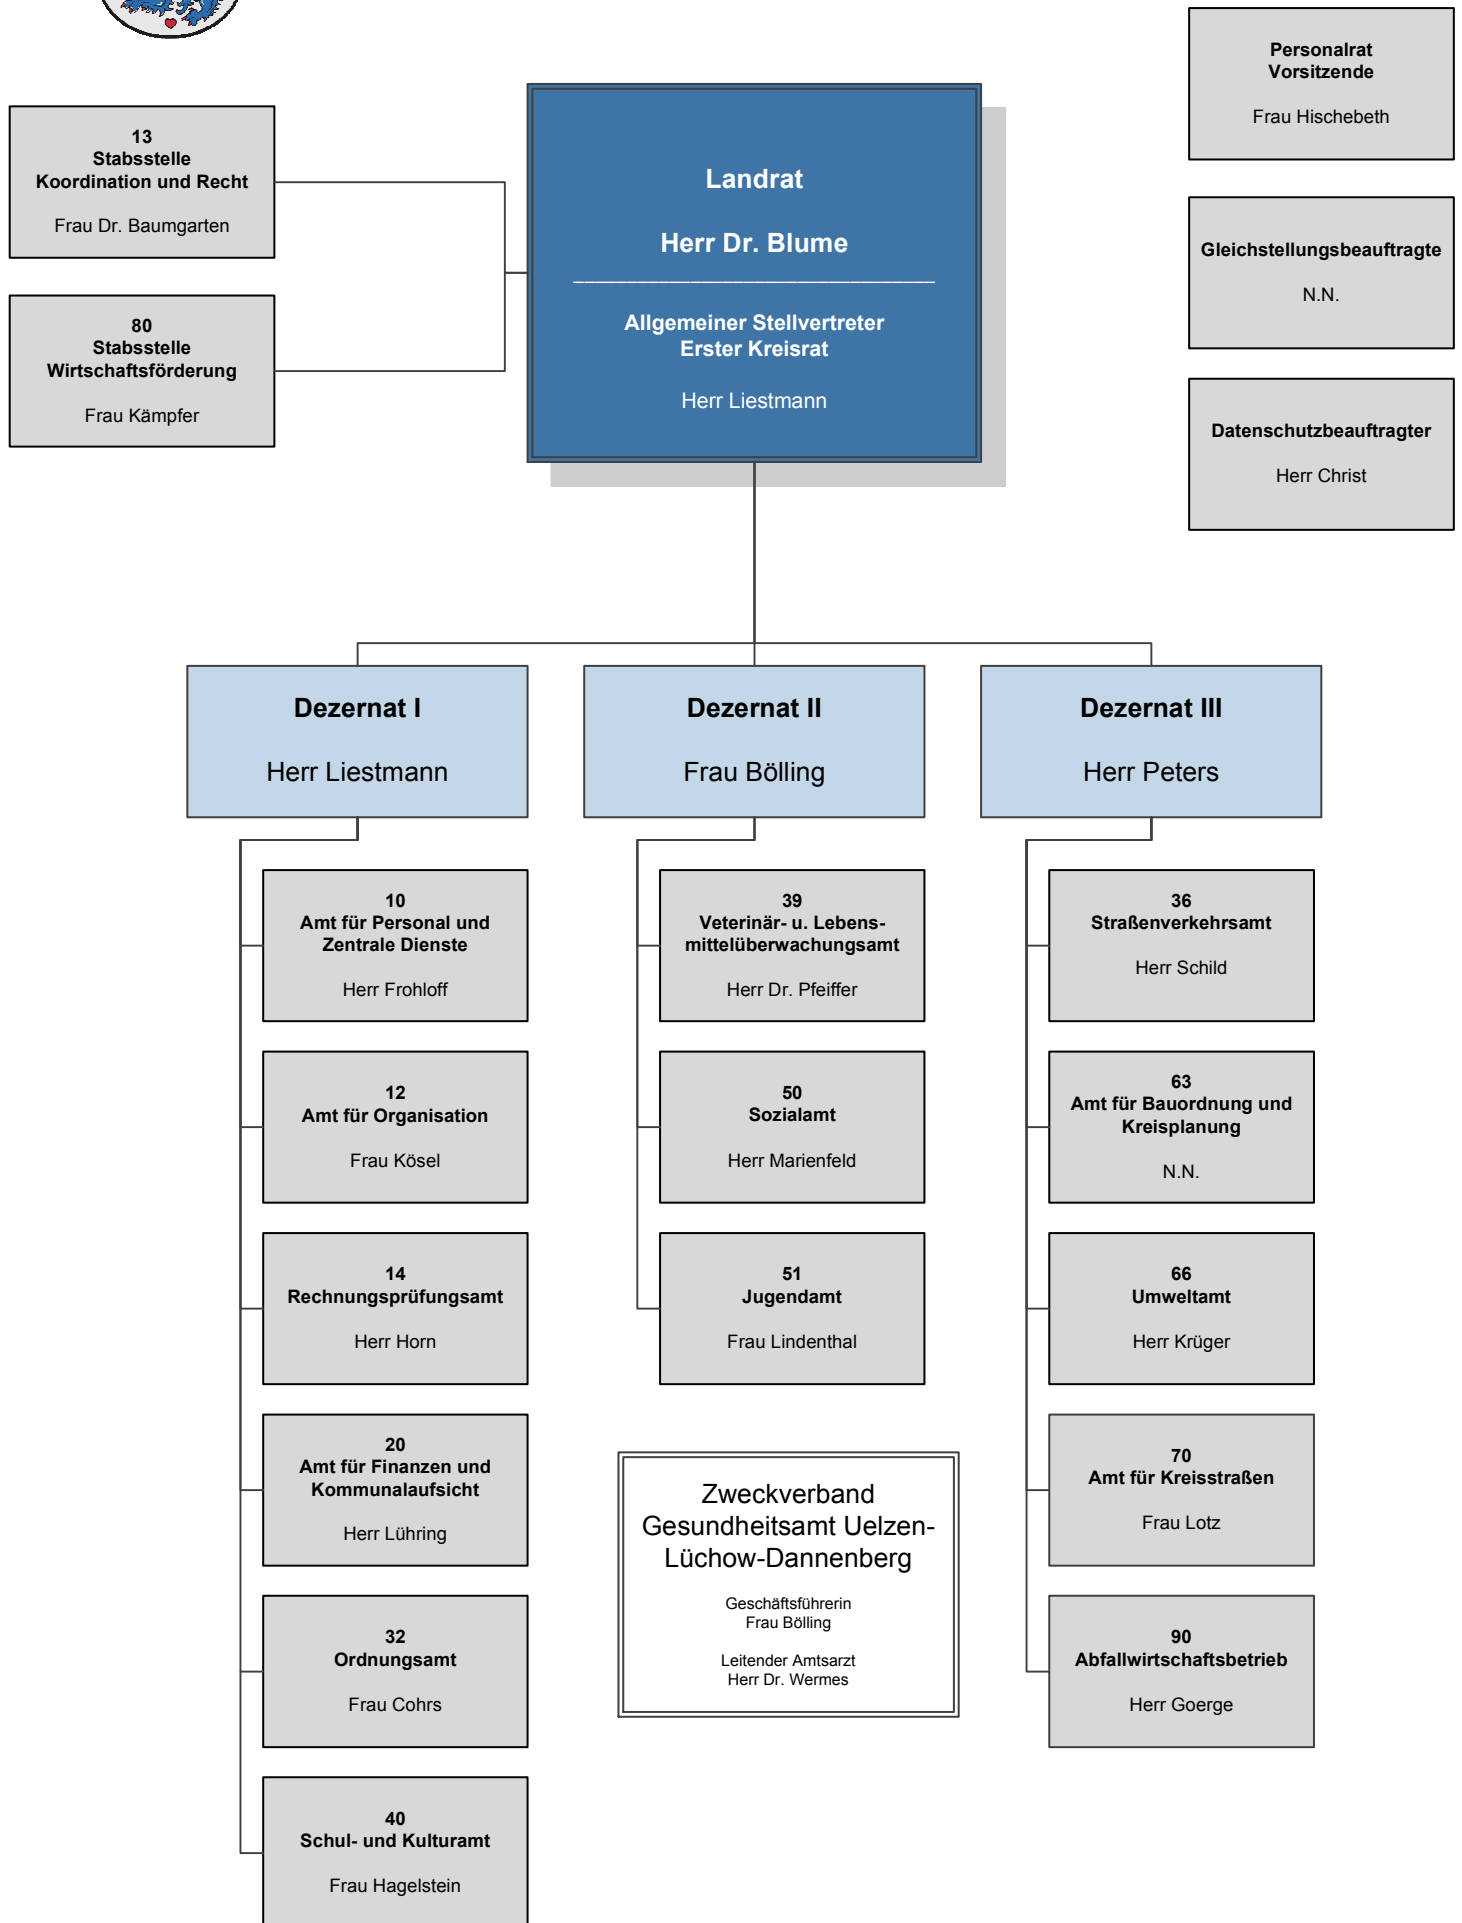 Personalrat
Vorsitzende
Frau Hischebeth
13
Stabsstelle
Koordination und Recht
Frau Dr. Baumgarten
Landrat
Herr Dr. Blume
Allgemeiner Stellvertreter
Erster Kreisrat
Herr Liestmann
Gleichstellungsbeauftragte
N.N.
80
Stabsstelle
Wirtschaftsförderung
Frau Kämpfer
Datenschutzbeauftragter
Herr Christ
Dezernat I
Herr Liestmann
Dezernat II
Frau Bölling
Dezernat III
Herr Peters
10
Amt für Personal und
Zentrale Dienste
Herr Frohloff
12
Amt für Organisation
Frau Kösel
14
Rechnungsprüfungsamt
Herr Horn
20
Amt für Finanzen und
Kommunalaufsicht
Herr Lühring
32
Ordnungsamt
Frau Cohrs
40
Schul- und Kulturamt
Frau Hagelstein
39
Veterinär- u. Lebens-
mittelüberwachungsamt
Herr Dr. Pfeiffer
50
Sozialamt
Herr Marienfeld
51
Jugendamt
Frau Lindenthal
Zweckverband
Gesundheitsamt Uelzen-
Lüchow-Dannenberg
Geschäftsführerin
Frau Bölling
Leitender Amtsarzt
Herr Dr. Wermes
36
Straßenverkehrsamt
Herr Schild
63
Amt für Bauordnung und
Kreisplanung
N.N.
66
Umweltamt
Herr Krüger
70
Amt für Kreisstraßen
Frau Lotz
90
Abfallwirtschaftsbetrieb
Herr Goerge